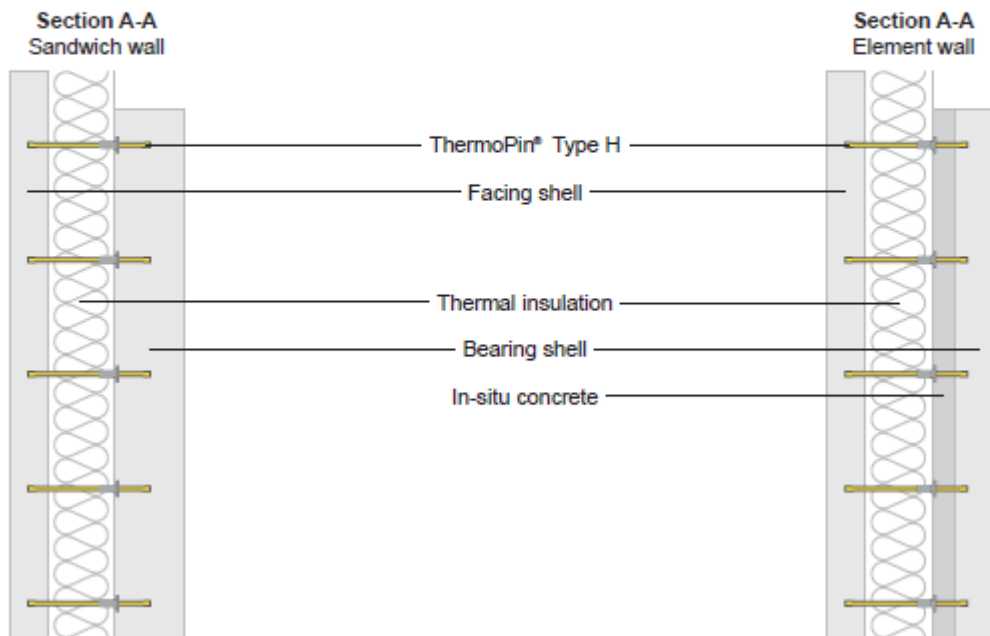 Section A-A
Sandwich wall
Section A-A
Element wall
ThermoPin® Type H
Facing shell
Thermal insulation
Bearing shell
In-situ concrete